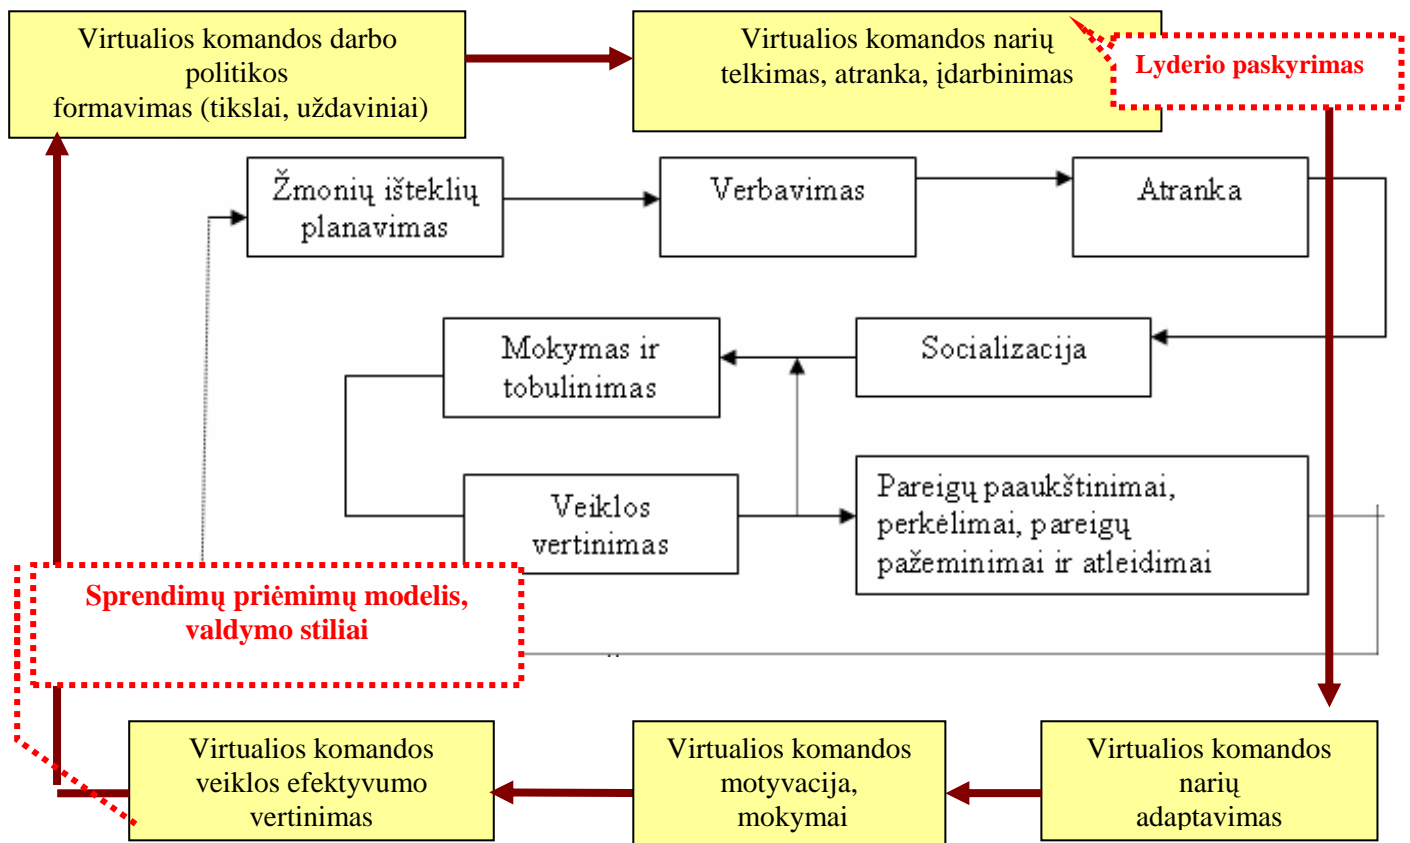 Virtualios komandos darbo
politikos
formavimas (tikslai, uždaviniai)
Virtualios komandos narių
telkimas, atranka, įdarbinimas
Lyderio paskyrimas
Žmonių išteklių
planavimas
Verbavimas
Atranka
Mokymas ir
tobulinimas
Socializacija
Veiklos
vertinimas
Pareigų paaukštinimai,
perkėlimai, pareigų
pažeminimai ir atleidimai
Sprendimų priėmimų modelis,
valdymo stiliai
Virtualios komandos
veiklos efektyvumo
vertinimas
Virtualios komandos
motyvacija,
mokymai
Virtualios komandos
narių
adaptavimas